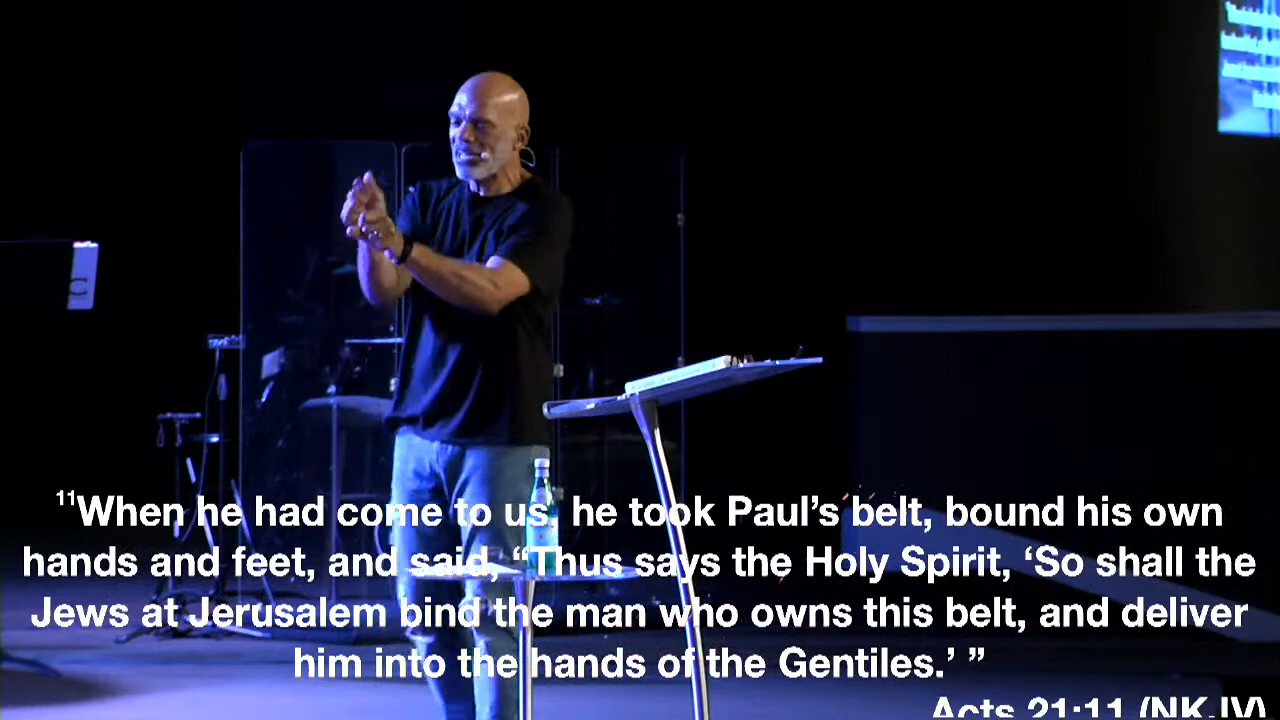 ¹¹When he had come to us, he took Paul’s belt, bound his own
hands and feet, and said, “Thus says the Holy Spirit, ‘So shall the
Jews at Jerusalem bind the man who owns this belt, and deliver
him into the hands of the Gentiles.’ ”
Acts 21:11 (NKJV)